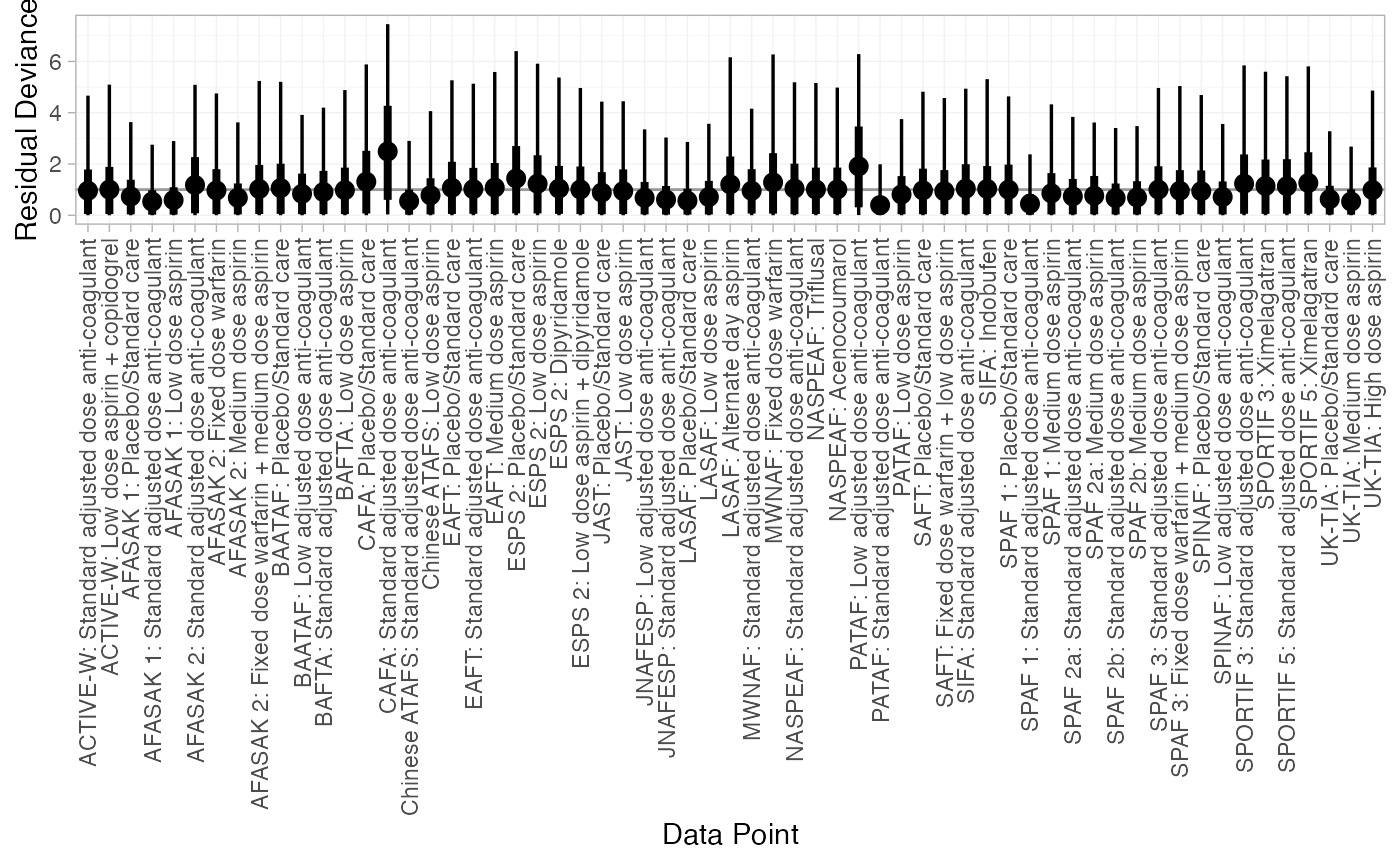 Residual Deviance
6
4
2
0
ACTIVE-W: Standard adjusted dose anti-coagulant
ACTIVE-W: Low dose aspirin + copidogrel
AFASAK 1: Placebo/Standard care
AFASAK 1: Standard adjusted dose anti-coagulant
AFASAK 1: Low dose aspirin
AFASAK 2: Standard adjusted dose anti-coagulant
AFASAK 2: Fixed dose warfarin
AFASAK 2: Medium dose aspirin
AFASAK 2: Fixed dose warfarin + medium dose aspirin
BAATAF: Placebo/Standard care
BAATAF: Low adjusted dose anti-coagulant
BAFTA: Standard adjusted dose anti-coagulant
BAFTA: Low dose aspirin
CAFA: Placebo/Standard care
CAFA: Standard adjusted dose anti-coagulant
Chinese ATAFS: Standard adjusted dose anti-coagulant
Chinese ATAFS: Low dose aspirin
EAFT: Placebo/Standard care
EAFT: Standard adjusted dose anti-coagulant
EAFT: Medium dose aspirin
ESPS 2: Placebo/Standard care
ESPS 2: Low dose aspirin
ESPS 2: Dipyridamole
ESPS 2: Low dose aspirin + dipyridamole
JAST: Placebo/Standard care
JAST: Low dose aspirin
JNAFESP: Low adjusted dose anti-coagulant
JNAFESP: Standard adjusted dose anti-coagulant
LASAF: Placebo/Standard care
LASAF: Low dose aspirin
LASAF: Alternate day aspirin
MWNAF: Standard adjusted dose anti-coagulant
MWNAF: Fixed dose warfarin
NASPEAF: Standard adjusted dose anti-coagulant
NASPEAF: Triflusal
NASPEAF: Acenocoumarol
PATAF: Low adjusted dose anti-coagulant
PATAF: Standard adjusted dose anti-coagulant
PATAF: Low dose aspirin
SAFT: Placebo/Standard care
SAFT: Fixed dose warfarin + low dose aspirin
SIFA: Standard adjusted dose anti-coagulant
SIFA: Indobufen
SPAF 1: Placebo/Standard care
SPAF 1: Standard adjusted dose anti-coagulant
SPAF 1: Medium dose aspirin
SPAF 2a: Standard adjusted dose anti-coagulant
SPAF 2a: Medium dose aspirin
SPAF 2b: Standard adjusted dose anti-coagulant
SPAF 2b: Medium dose aspirin
SPAF 3: Standard adjusted dose anti-coagulant
SPAF 3: Fixed dose warfarin + medium dose aspirin
SPINAF: Placebo/Standard care
SPINAF: Low adjusted dose anti-coagulant
SPORTIF 3: Standard adjusted dose anti-coagulant
SPORTIF 3: Ximelagatran
SPORTIF 5: Standard adjusted dose anti-coagulant
SPORTIF 5: Ximelagatran
UK-TIA: Placebo/Standard care
UK-TIA: Medium dose aspirin
UK-TIA: High dose aspirin
Data Point